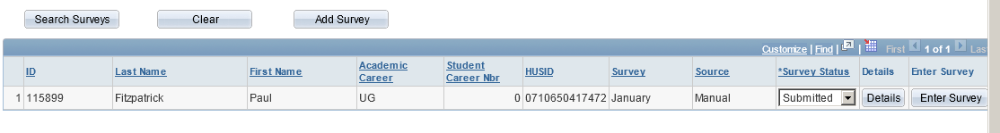 Search Surveys Clear Add Survey
Customize | Find | | First 1 of 1 Las
ID Last Name First Name Academic Career Student Career Nbr HUSID Survey Source *Survey Status Details Enter Survey
1 115899 Fitzpatrick Paul UG 0 0710650417472 January Manual Submitted Details Enter Survey